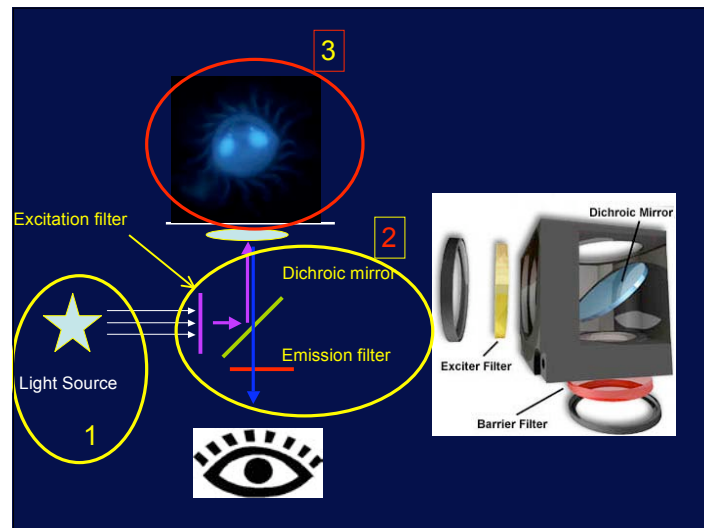 3
Excitation filter
2
Dichroic mirror
Dichroic Mirror
Emission filter
Exciter Filter
Light Source
Barrier Filter
1